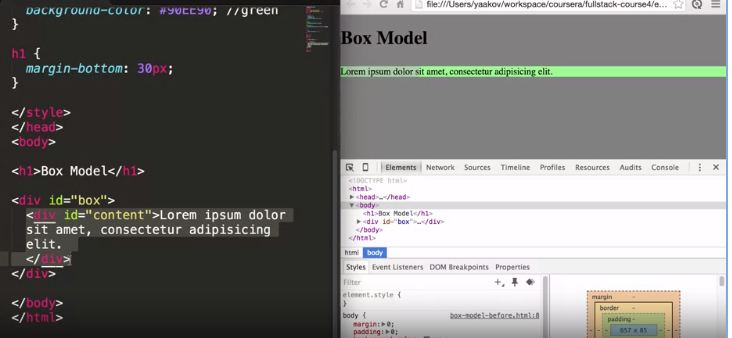 background-color: #90EE90; //green
}
h1 {
margin-bottom: 30px;
}
</style>
</head>
<body>
<h1>Box Model</h1>
<div id="box">
<div id="content">Lorem ipsum dolor
sit amet, consectetur adipisicing
elit.
</div>
</div>
</body>
</html>
file:///Users/yaakov/workspace/coursera/fullstack-course4/e...
Box Model
Lorem ipsum dolor sit amet, consectetur adipisicing elit.
Elements Network Sources Timeline Profiles Resources Audits Console
<!DOCTYPE html>
<html>
<head>…</head>
<body>
<h1>Box Model</h1>
<div id="box">…</div>
</body>
</html>
html body
Styles Event Listeners DOM Breakpoints Properties
Filter
element.style {
}
body {
box-model-before.html:8
margin: 0;
padding: 0;
margin -
border -
padding -
657 x 85